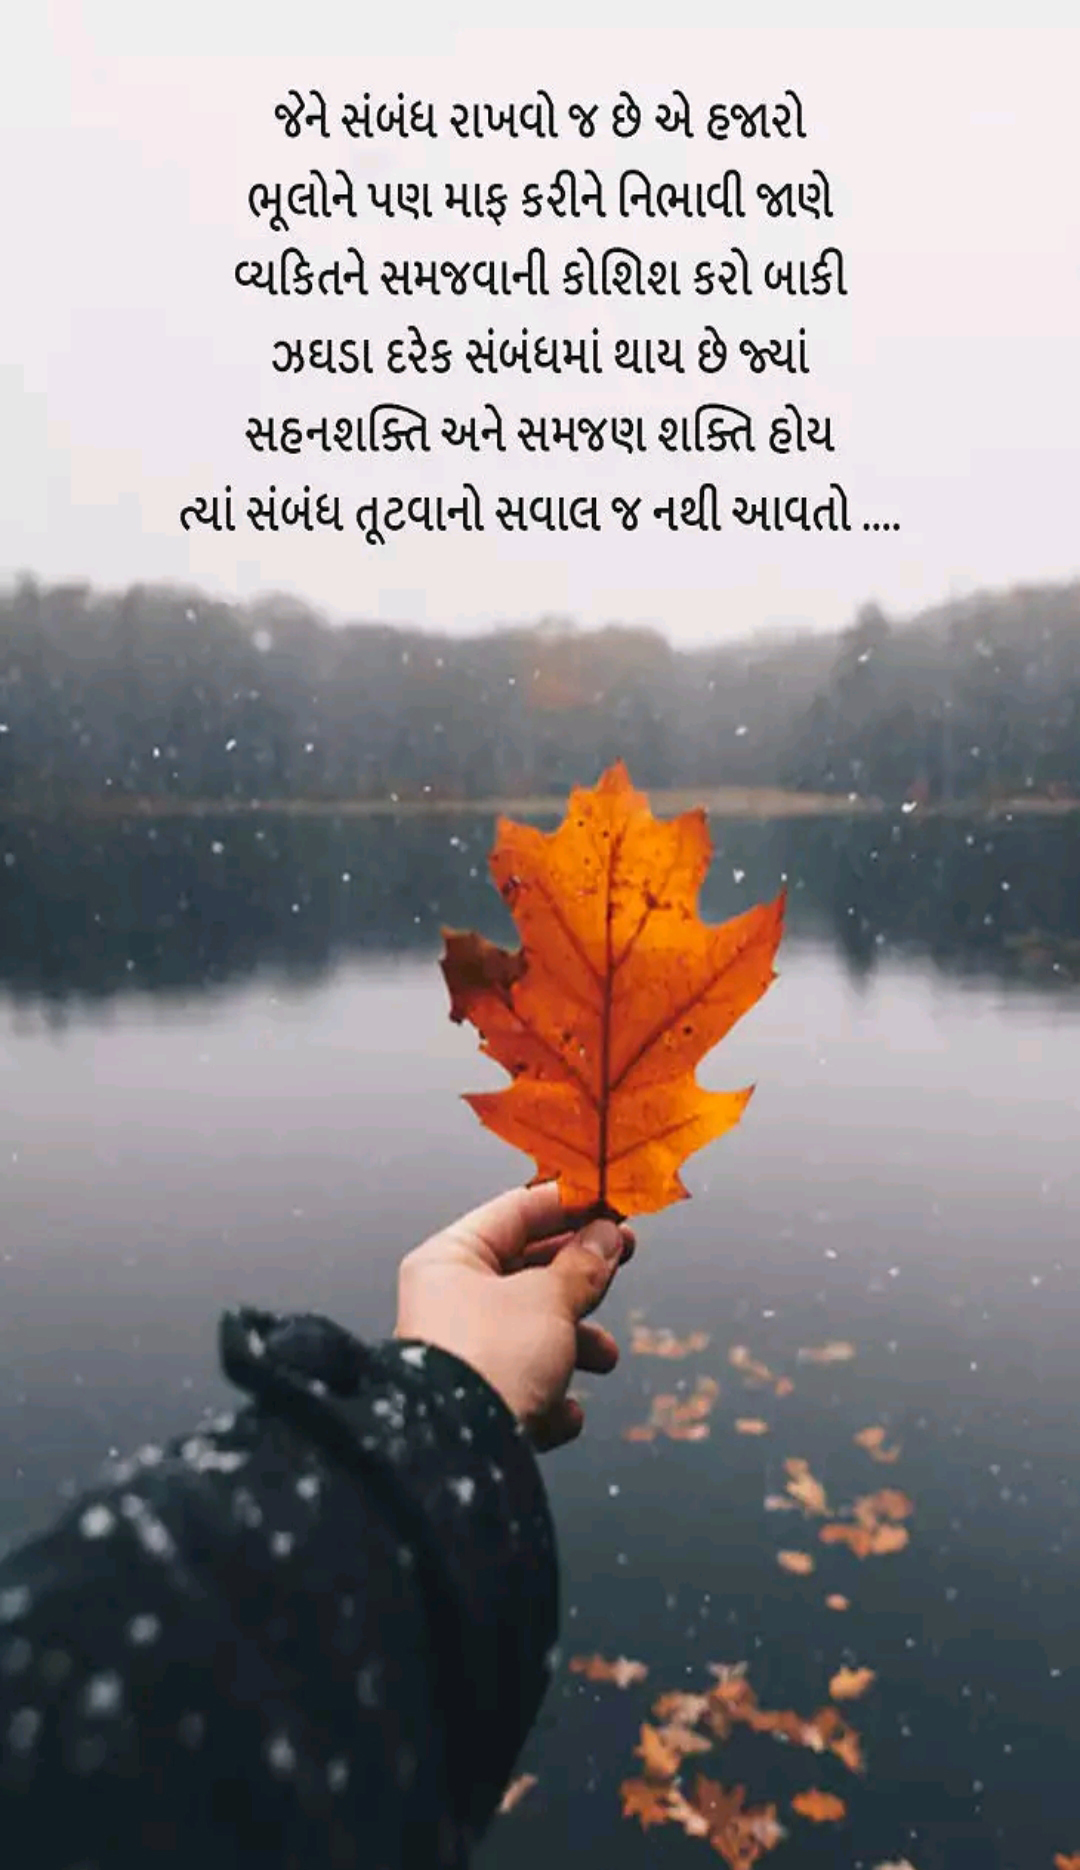 જેને સંબંધ રાખવો જ છે એ હજારો
ભૂલોને પણ માફ કરીને નિભાવી જાણે
વ્યકિતને સમજવાની કોશિશ કરો બાકી
ઝઘડા દરેક સંબંધમાં થાય છે જ્યાં
સહનશક્તિ અને સમજણ શક્તિ હોય
ત્યાં સંબંધ તૂટવાનો સવાલ જ નથી આવતો ....